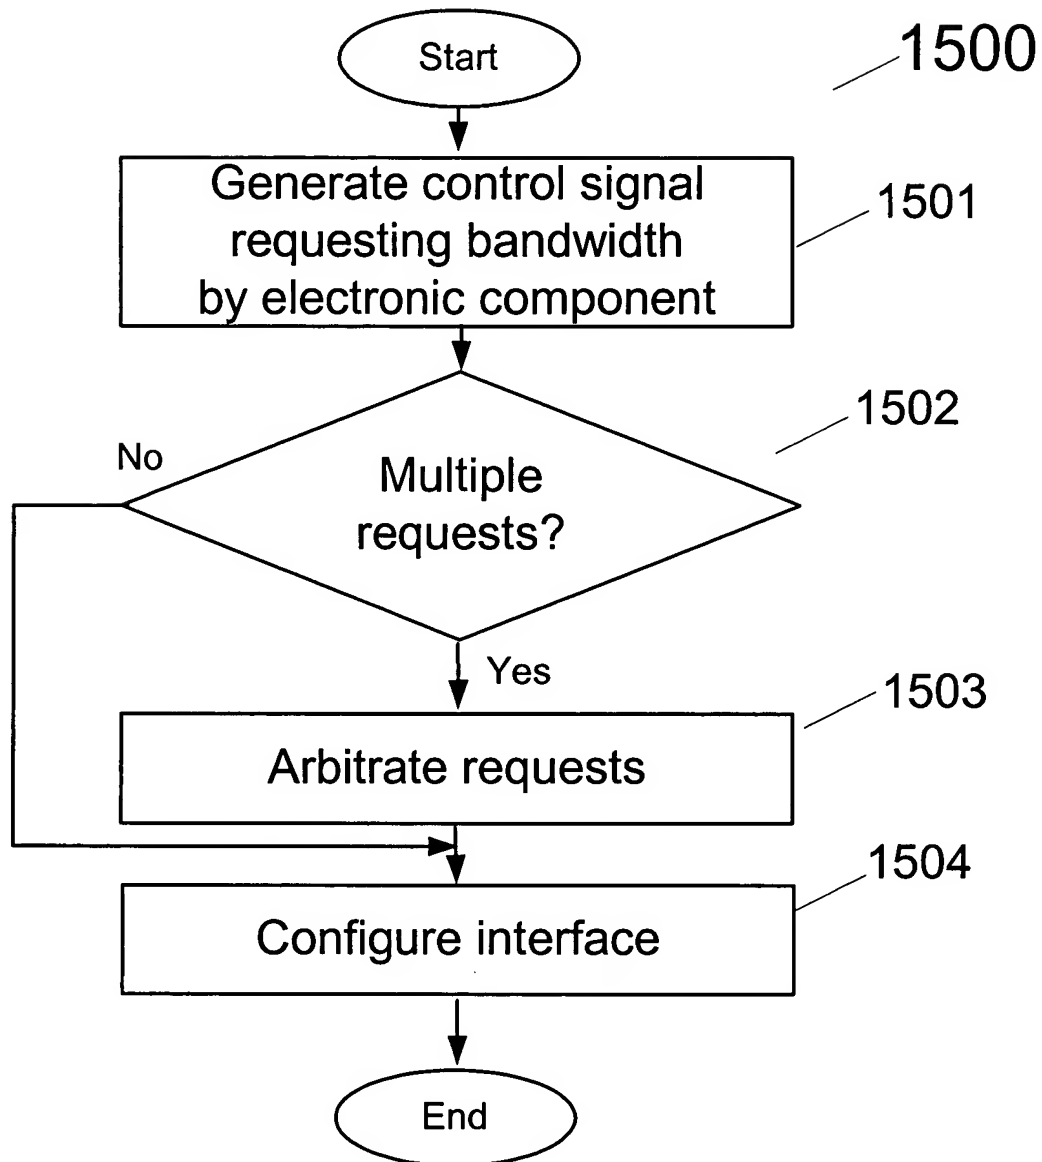 Start
1500
Generate control signal
requesting bandwidth
by electronic component
1501
1502
No
Multiple
requests?
Yes
1503
Arbitrate requests
1504
Configure interface
End